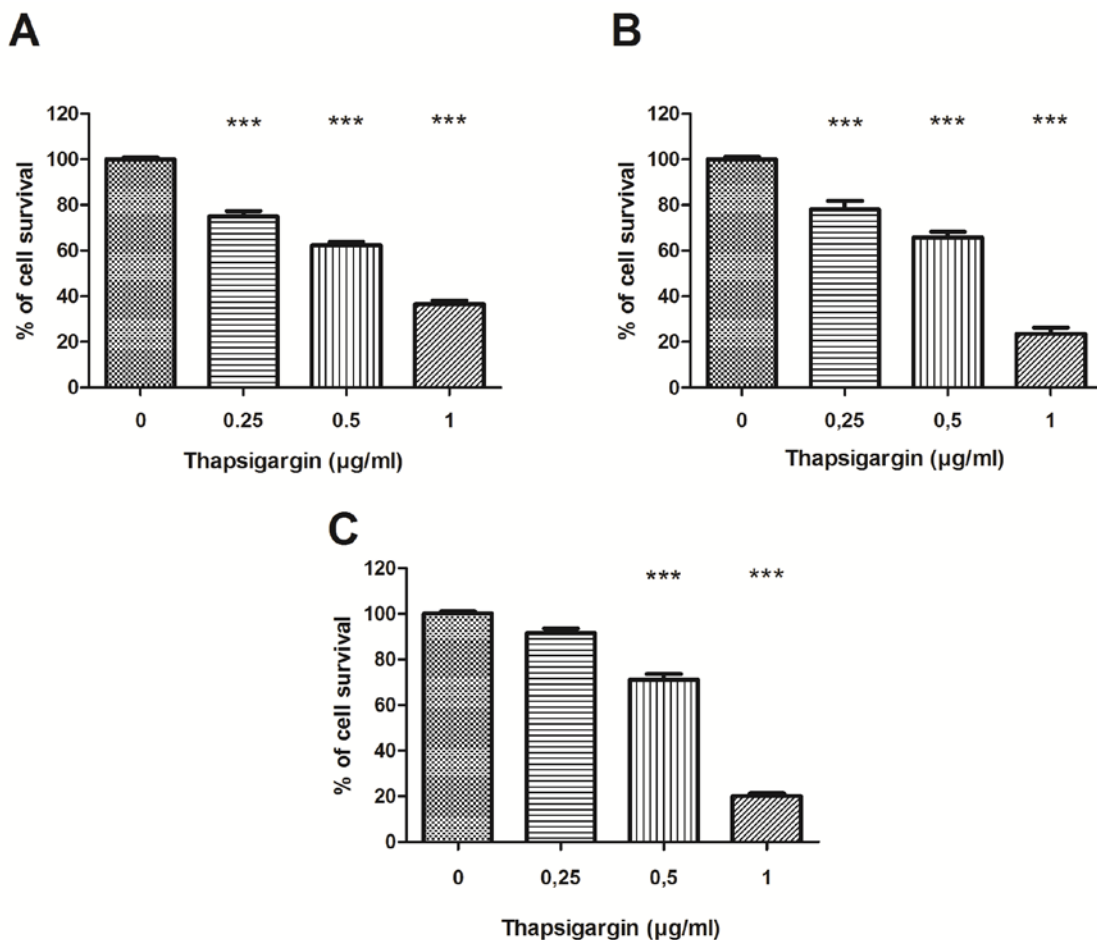 A
120
100
80
60
40
20
0
% of cell survival
*** *** ***
0 0.25 0.5 1
Thapsigargin (µg/ml)
B
120
100
80
60
40
20
0
% of cell survival
*** *** ***
0 0,25 0,5 1
Thapsigargin (µg/ml)
C
120
100
80
60
40
20
0
% of cell survival
*** ***
0 0,25 0,5 1
Thapsigargin (µg/ml)